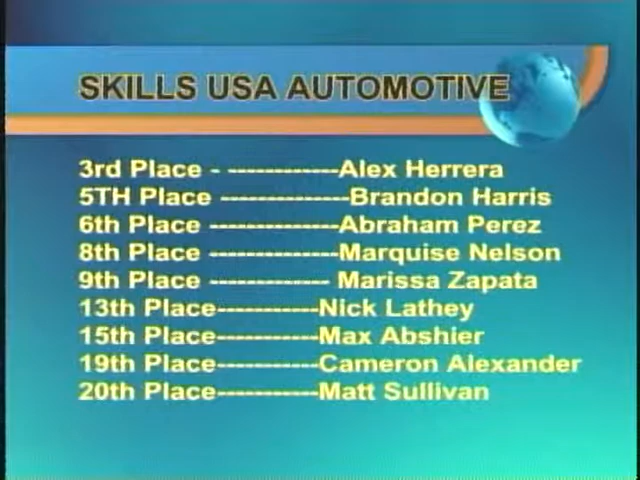 SKILLS USA AUTOMOTIVE
3rd Place - -------------Alex Herrera
5TH Place --------------Brandon Harris
6th Place --------------Abraham Perez
8th Place --------------Marquise Nelson
9th Place ------------- Marissa Zapata
13th Place-----------Nick Lathey
15th Place-----------Max Abshier
19th Place-----------Cameron Alexander
20th Place-----------Matt Sullivan